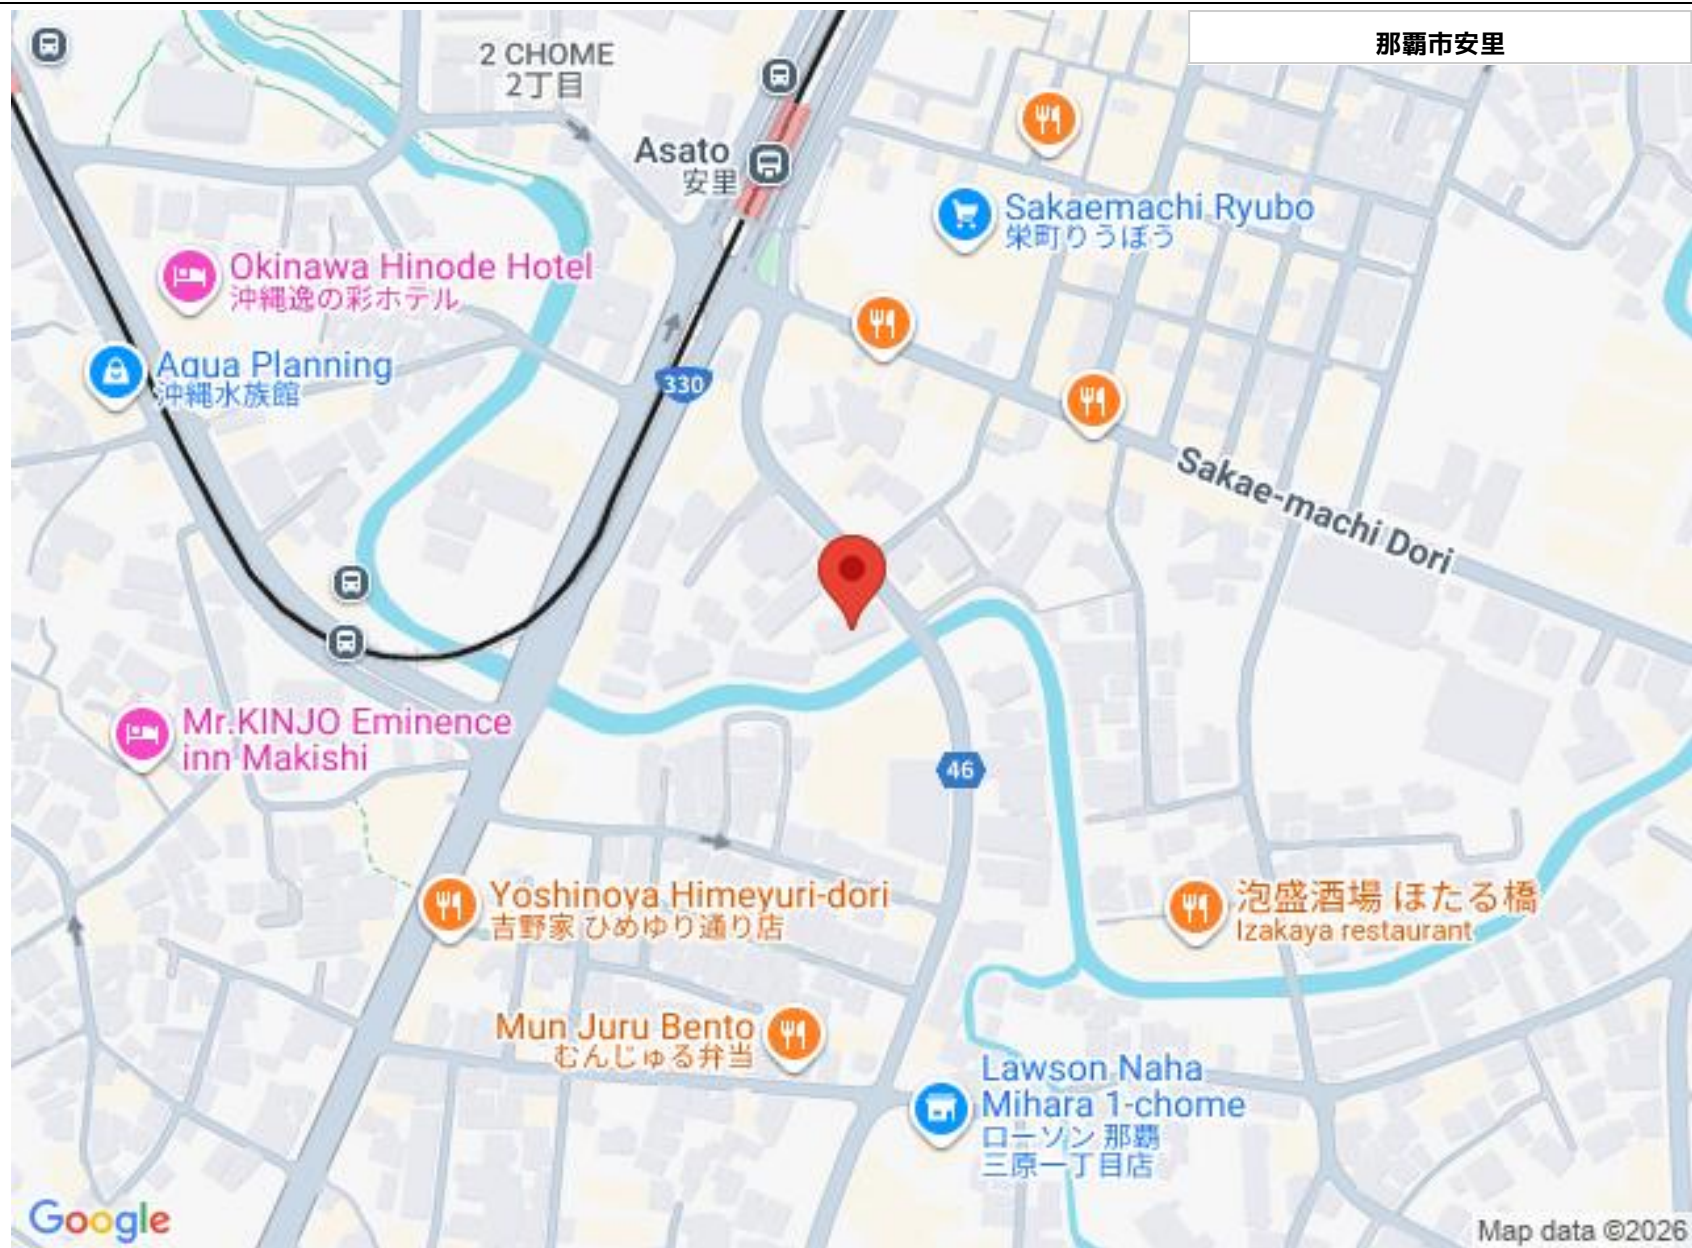 那覇市安里
2 CHOME
2丁目
Asato
安里
Sakaemachi Ryubo
栄町りうぼう
Okinawa Hinode Hotel
沖縄逸の彩ホテル
Aqua Planning
沖縄水族館
330
Sakae-machi Dori
Mr.KINJO Eminence
inn Makishi
46
Yoshinoya Himeyuri-dori
吉野家 ひめゆり通り店
泡盛酒場 ほたる橋
Izakaya restaurant
Mun Juru Bento
むんじゅる弁当
Lawson Naha
Mihara 1-chome
ローソン 那覇
三原一丁目店
Google
Map data ©2026